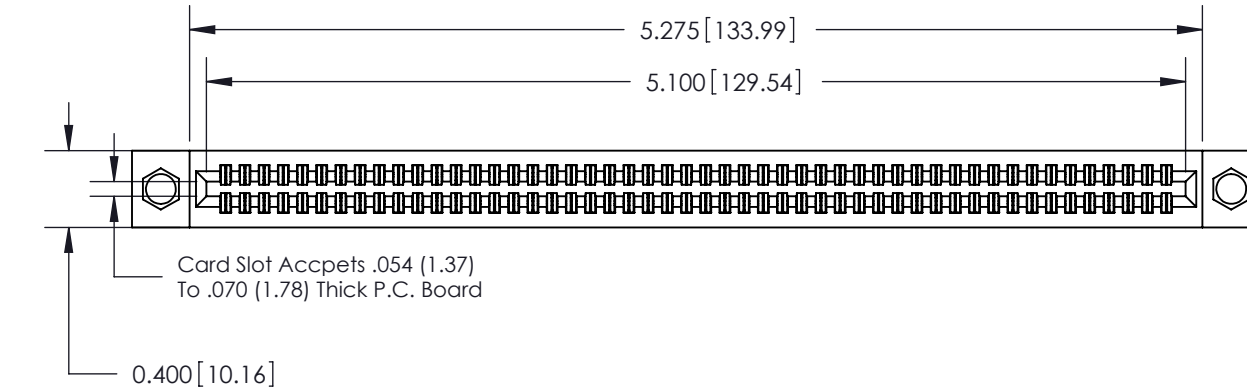 5.275[133.99]
5.100[129.54]
Card Slot Accpets .054 (1.37)
To .070 (1.78) Thick P.C. Board
0.400[10.16]